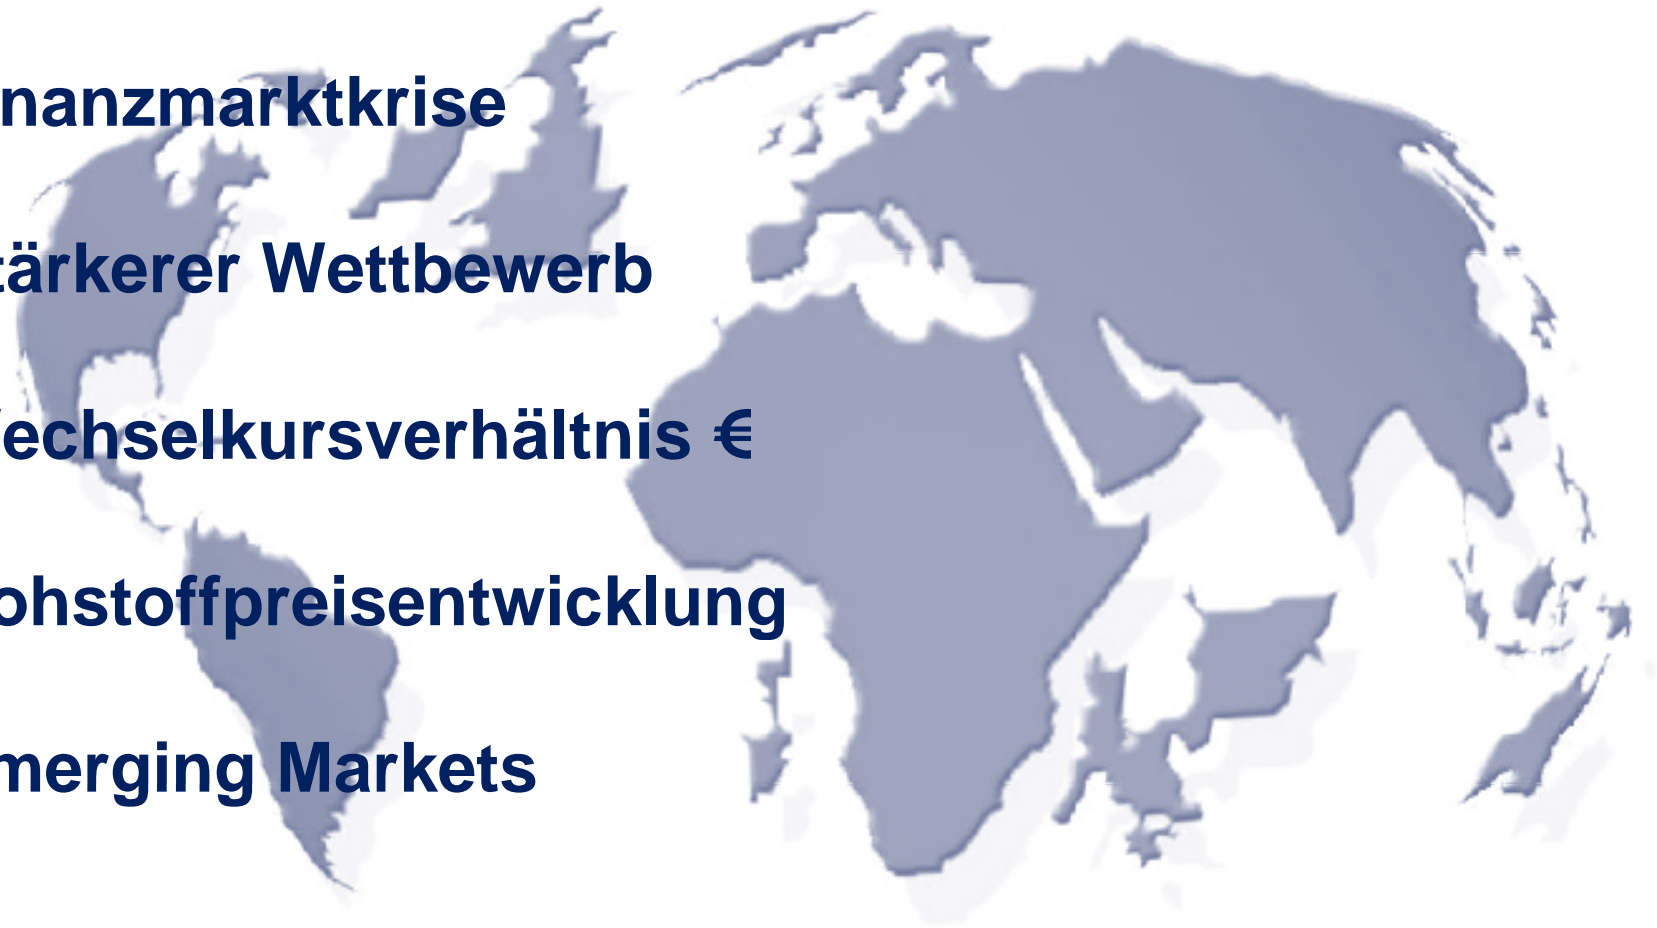 nanzmarktkrise
tärkerer Wettbewerb
echselkursverhältnis €
ohstoffpreisentwicklung
merging Markets